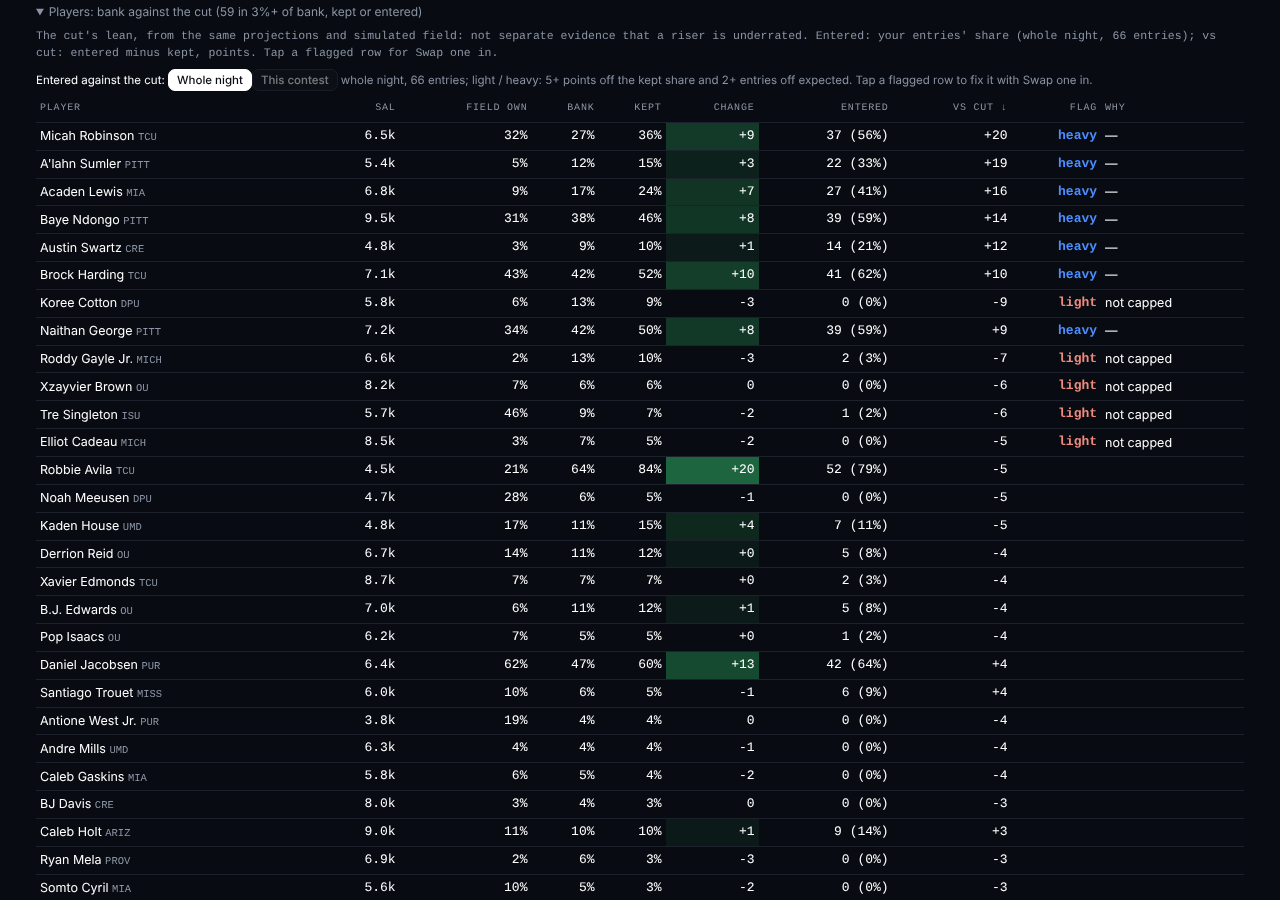 ▼ Players: bank against the cut (59 in 3%+ of bank, kept or entered)
The cut's lean, from the same projections and simulated field: not separate evidence that a riser is underrated. Entered: your entries' share (whole night, 66 entries); vs
cut: entered minus kept, points. Tap a flagged row for Swap one in.
Entered against the cut: Whole night This contest whole night, 66 entries; light / heavy: 5+ points off the kept share and 2+ entries off expected. Tap a flagged row to fix it with Swap one in.
PLAYER SAL FIELD OWN BANK KEPT CHANGE ENTERED VS CUT ↓ FLAG WHY
Micah Robinson TCU 6.5k 32% 27% 36% +9 37 (56%) +20 heavy —
A'lahn Sumler PITT 5.4k 5% 12% 15% +3 22 (33%) +19 heavy —
Acaden Lewis MIA 6.8k 9% 17% 24% +7 27 (41%) +16 heavy —
Baye Ndongo PITT 9.5k 31% 38% 46% +8 39 (59%) +14 heavy —
Austin Swartz CRE 4.8k 3% 9% 10% +1 14 (21%) +12 heavy —
Brock Harding TCU 7.1k 43% 42% 52% +10 41 (62%) +10 heavy —
Koree Cotton DPU 5.8k 6% 13% 9% -3 0 (0%) -9 light not capped
Naithan George PITT 7.2k 34% 42% 50% +8 39 (59%) +9 heavy —
Roddy Gayle Jr. MICH 6.6k 2% 13% 10% -3 2 (3%) -7 light not capped
Xzayvier Brown OU 8.2k 7% 6% 6% 0 0 (0%) -6 light not capped
Tre Singleton ISU 5.7k 46% 9% 7% -2 1 (2%) -6 light not capped
Elliot Cadeau MICH 8.5k 3% 7% 5% -2 0 (0%) -5 light not capped
Robbie Avila TCU 4.5k 21% 64% 84% +20 52 (79%) -5
Noah Meeusen DPU 4.7k 28% 6% 5% -1 0 (0%) -5
Kaden House UMD 4.8k 17% 11% 15% +4 7 (11%) -5
Derrion Reid OU 6.7k 14% 11% 12% +0 5 (8%) -4
Xavier Edmonds TCU 8.7k 7% 7% 7% +0 2 (3%) -4
B.J. Edwards OU 7.0k 6% 11% 12% +1 5 (8%) -4
Pop Isaacs OU 6.2k 7% 5% 5% +0 1 (2%) -4
Daniel Jacobsen PUR 6.4k 62% 47% 60% +13 42 (64%) +4
Santiago Trouet MISS 6.0k 10% 6% 5% -1 6 (9%) +4
Antione West Jr. PUR 3.8k 19% 4% 4% 0 0 (0%) -4
Andre Mills UMD 6.3k 4% 4% 4% -1 0 (0%) -4
Caleb Gaskins MIA 5.8k 6% 5% 4% -2 0 (0%) -4
BJ Davis CRE 8.0k 3% 4% 3% 0 0 (0%) -3
Caleb Holt ARIZ 9.0k 11% 10% 10% +1 9 (14%) +3
Ryan Mela PROV 6.9k 2% 6% 3% -3 0 (0%) -3
Somto Cyril MIA 5.6k 10% 5% 3% -2 0 (0%) -3